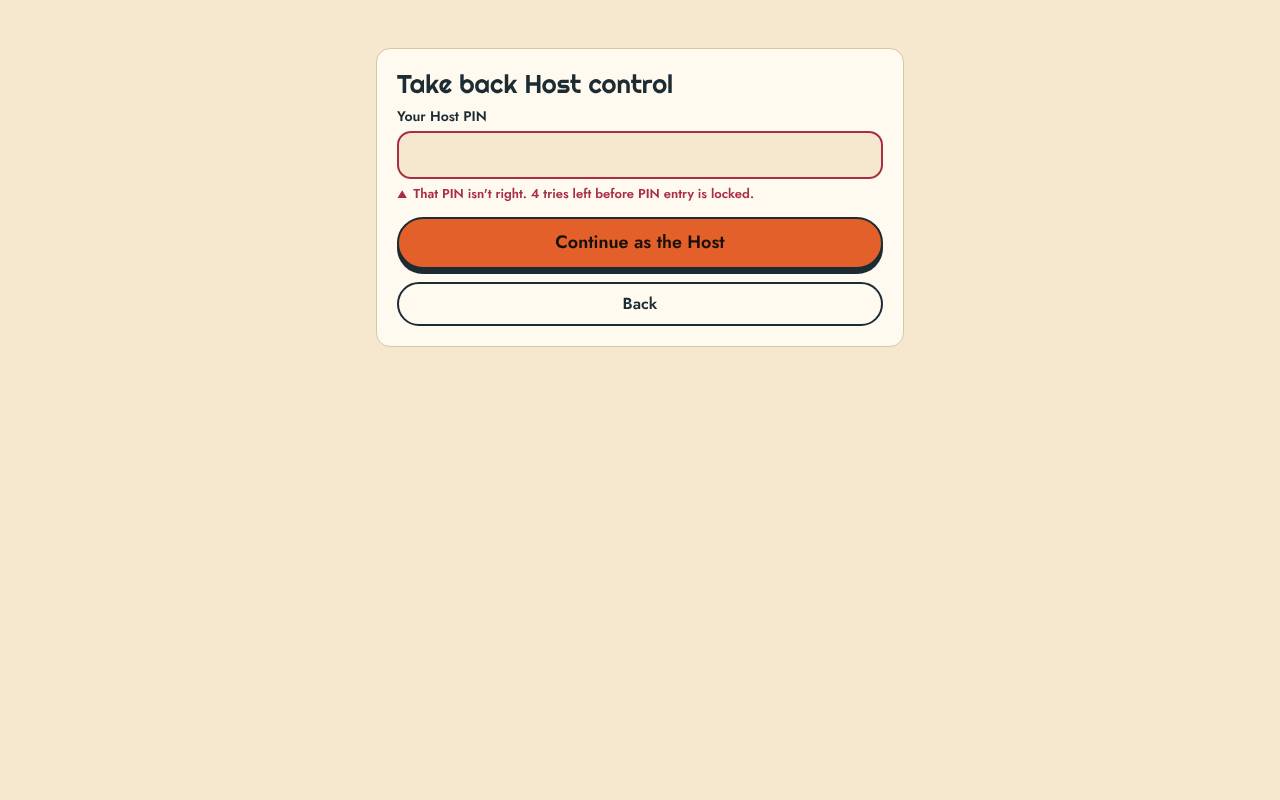 Take back Host control
Your Host PIN
▲ That PIN isn't right. 4 tries left before PIN entry is locked.
Continue as the Host
Back